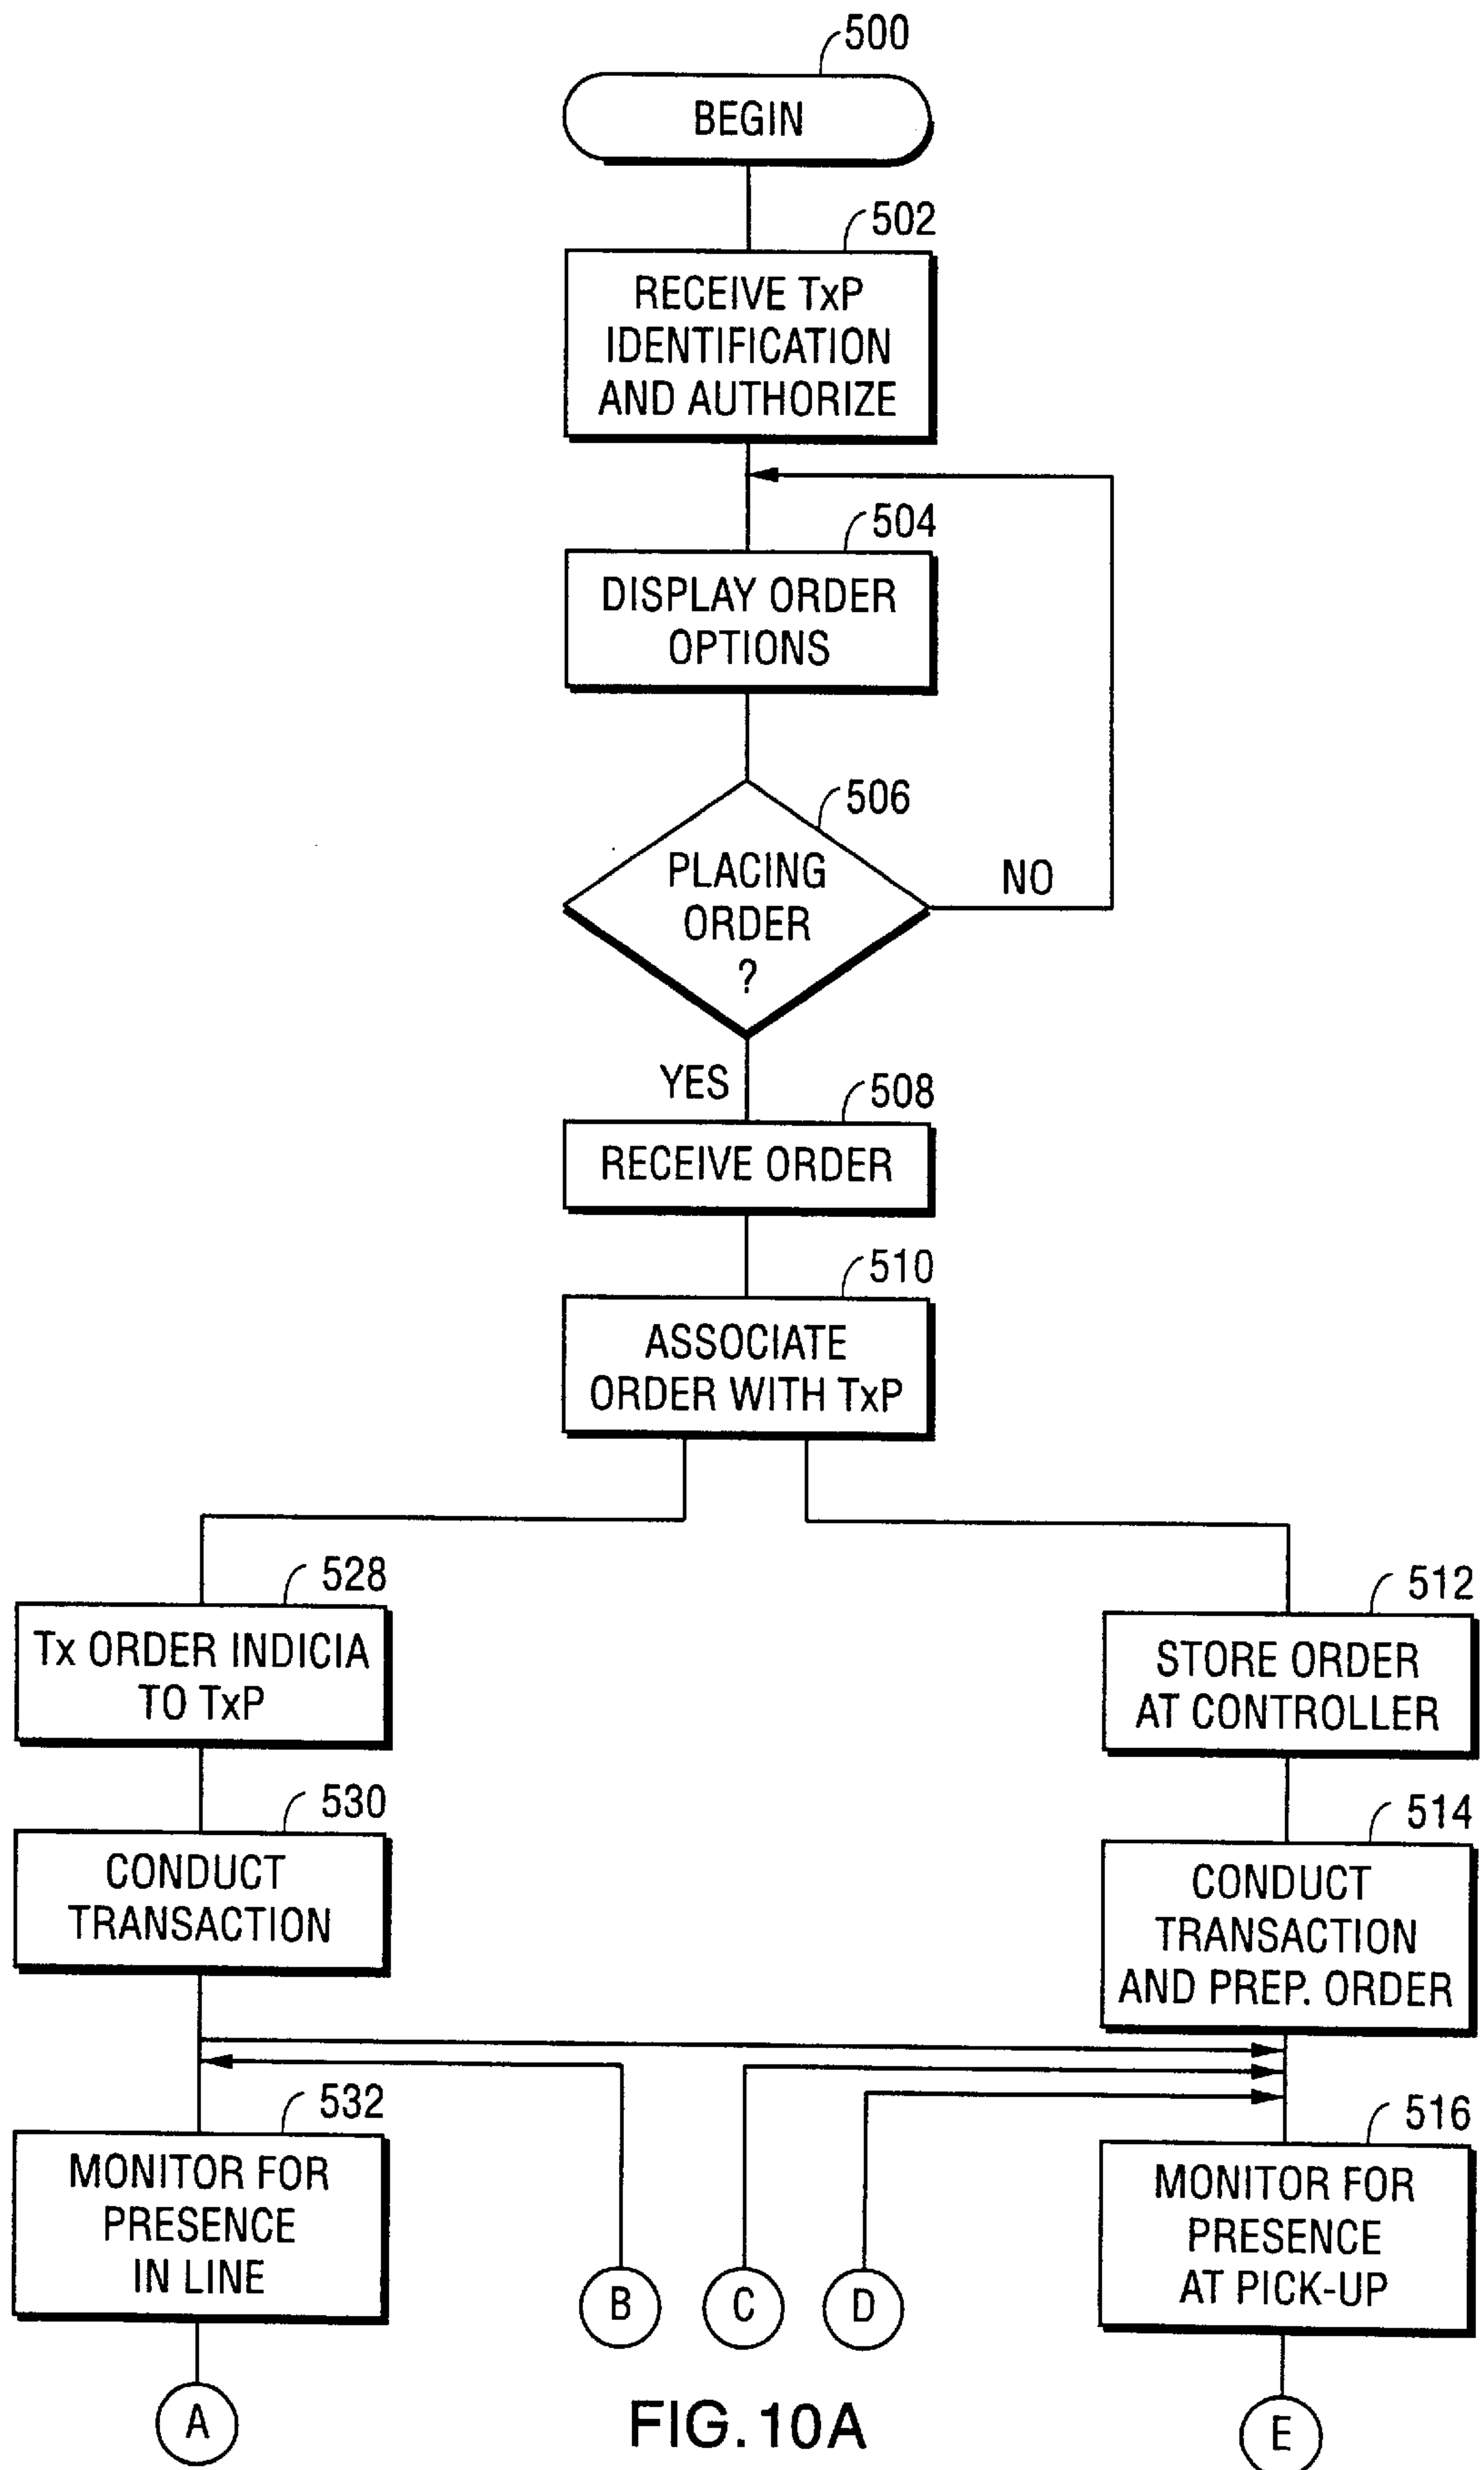 500
BEGIN
502
RECEIVE TxP
IDENTIFICATION
AND AUTHORIZE
504
DISPLAY ORDER
OPTIONS
506
PLACING
ORDER
?
NO
YES
508
RECEIVE ORDER
510
ASSOCIATE
ORDER WITH TxP
528
Tx ORDER INDICIA
TO TxP
530
CONDUCT
TRANSACTION
532
MONITOR FOR
PRESENCE
IN LINE
A
B
C
D
512
STORE ORDER
AT CONTROLLER
514
CONDUCT
TRANSACTION
AND PREP. ORDER
516
MONITOR FOR
PRESENCE
AT PICK-UP
E
FIG. 10A